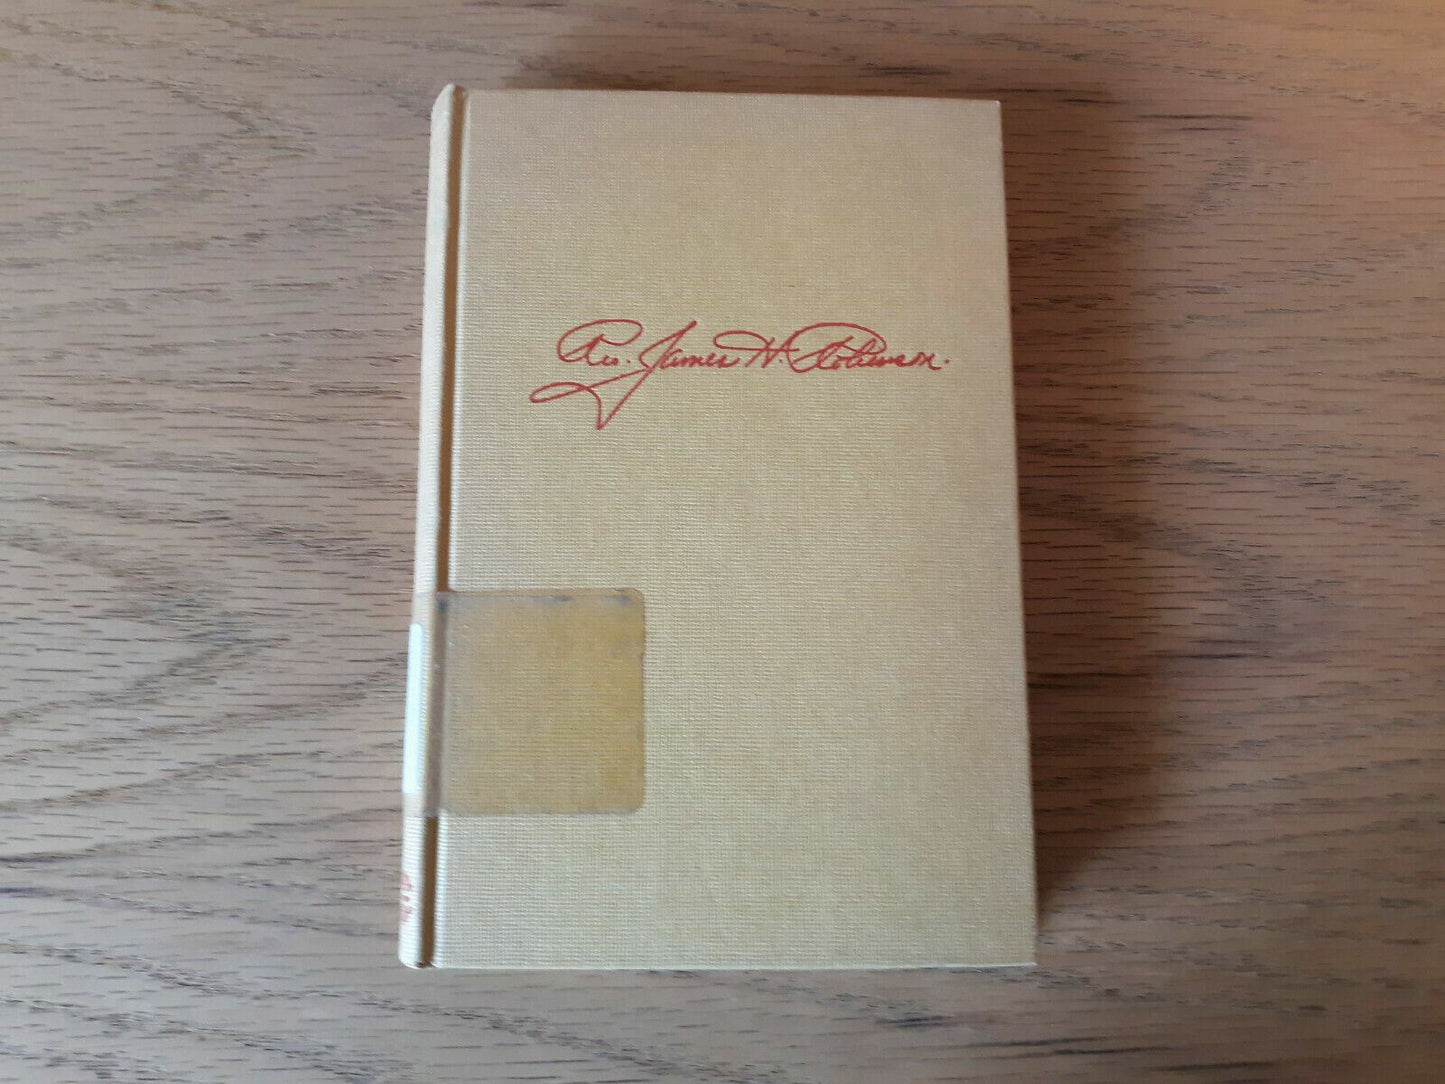 Rev. James H. Robinson.